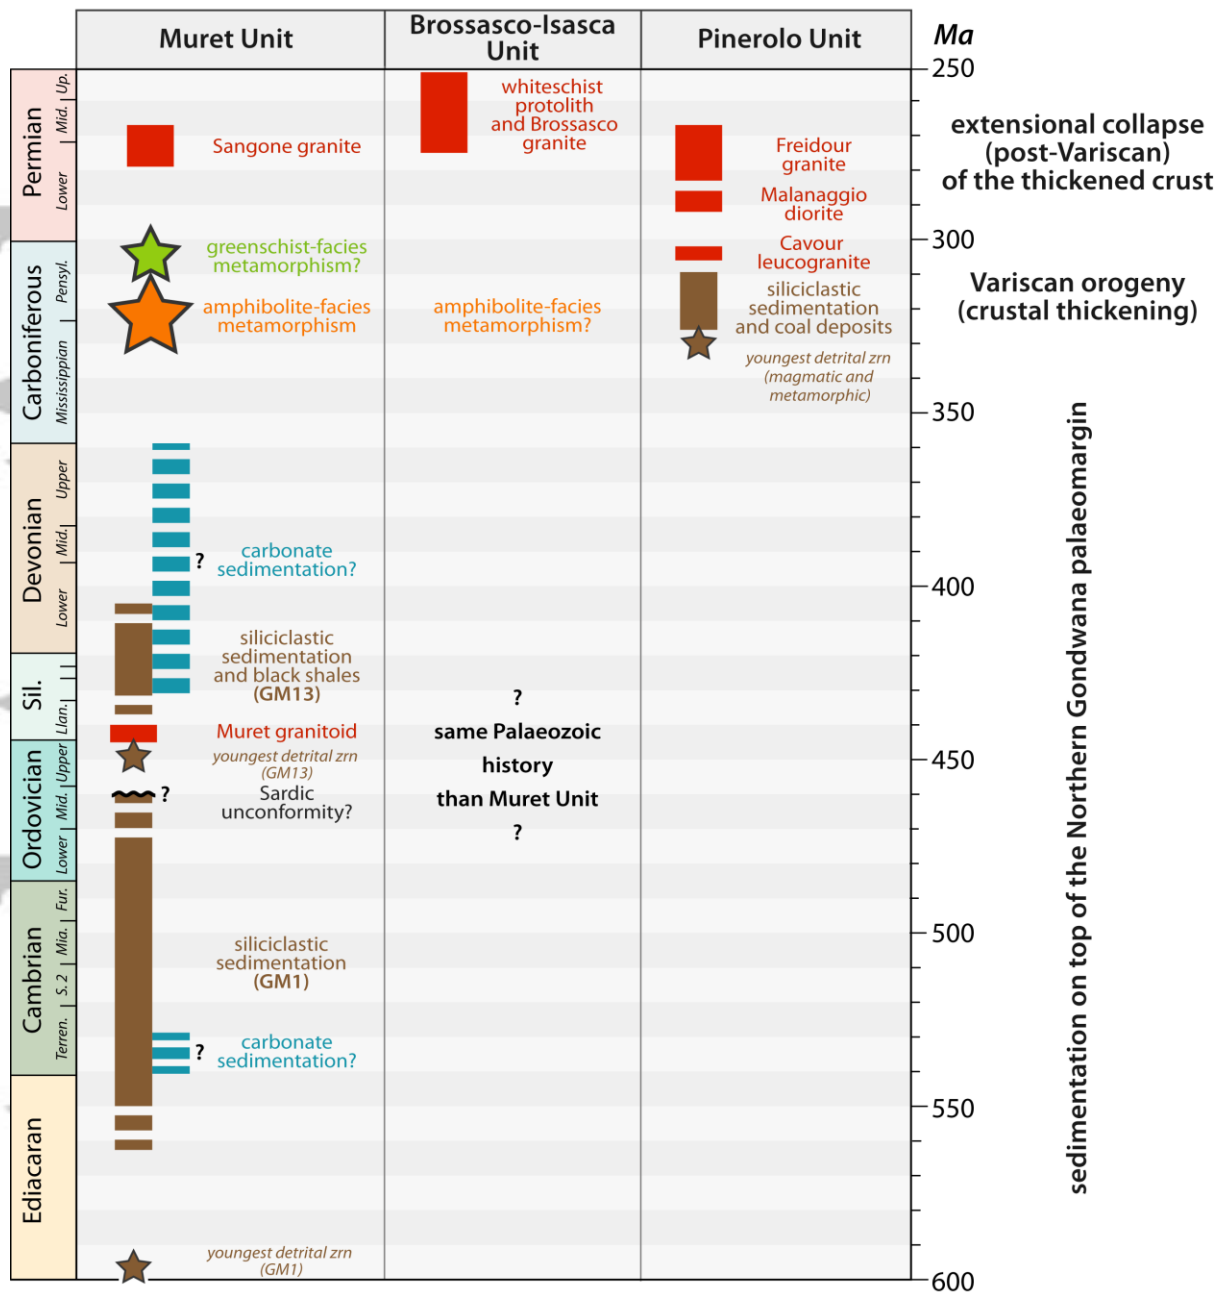 Muret Unit
Brossasco-Isasca
Unit
Pinerolo Unit
Ma
Permian
Up.
Mid.
Lower
Carboniferous
Pensyl.
Mississippian
Devonian
Upper
Mid.
Lower
Sil.
Llan.
Ordovician
Upper
Mid.
Lower
Cambrian
Fur.
Mia.
S. 2
Terren.
Ediacaran
Sangone granite
greenschist-facies
metamorphism?
amphibolite-facies
metamorphism
?
carbonate
sedimentation?
siliciclastic
sedimentation
and black shales
(GM13)
Muret granitoid
youngest detrital zrn
(GM13)
?
Sardic
unconformity?
siliciclastic
sedimentation
(GM1)
?
carbonate
sedimentation?
youngest detrital zrn
(GM1)
whiteschist
protolith
and Brossasco
granite
amphibolite-facies
metamorphism?
?
same Palaeozoic
history
than Muret Unit
?
Freidour
granite
Malanaggio
diorite
Cavour
leucogranite
siliciclastic
sedimentation
and coal deposits
youngest detrital zrn
(magmatic and
metamorphic)
250
300
350
400
450
500
550
600
extensional collapse
(post-Variscan)
of the thickened crust
Variscan orogeny
(crustal thickening)
sedimentation on top of the Northern Gondwana palaeomargin